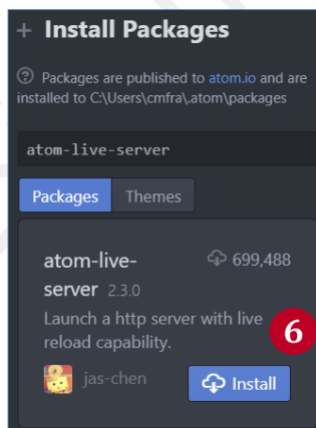 + Install Packages
? Packages are published to atom.io and are
installed to C:\Users\cmfra\.atom\packages
atom-live-server
Packages Themes
atom-live- 699,488
server 2.3.0
Launch a http server with live
reload capability.
6
jas-chen Install